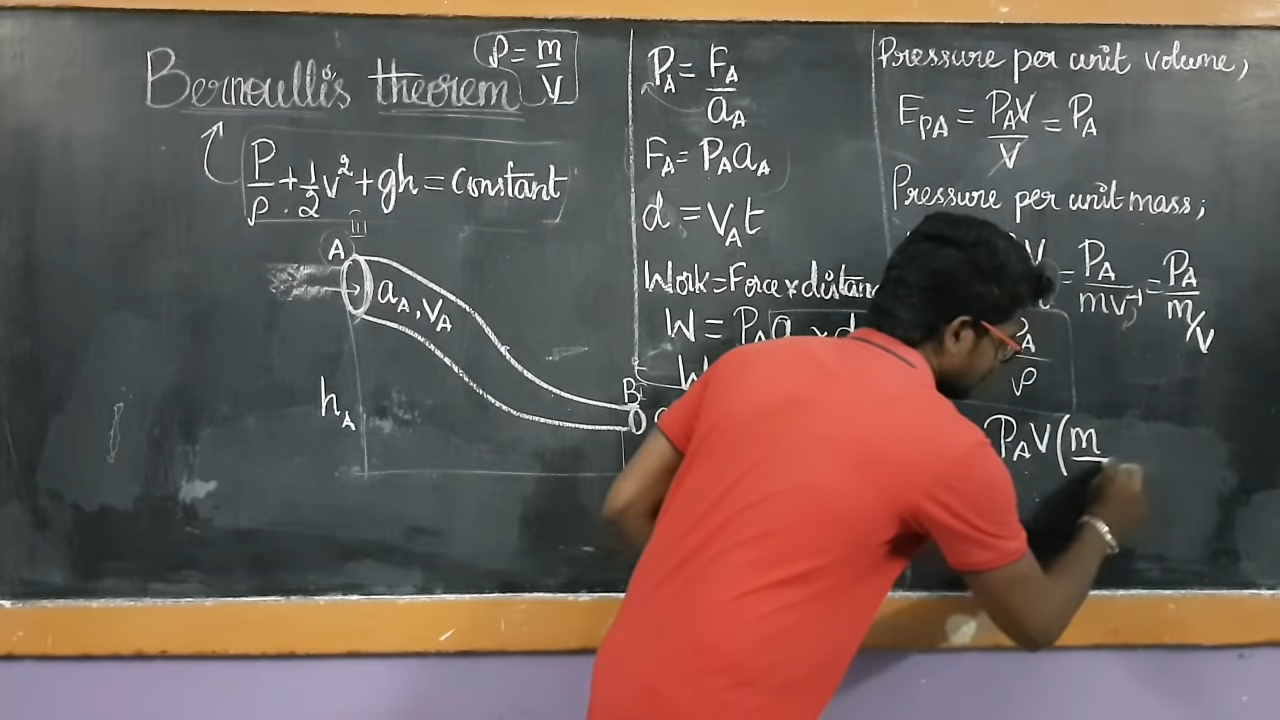 Bernoulli's theorem
ρ = m/V
P/ρ + 1/2 v² + gh = constant
A
a_A, V_A
h_A
B
P_A = F_A/a_A
F_A = P_A a_A
d = V_A t
Work = Force x distan
W = P_A a x d
W
Pressure per unit volume,
E_PA = P_A V/V = P_A
Pressure per unit mass;
= P_A/mV⁻¹ = P_A/m/V
P_A/ρ
P_A V (m